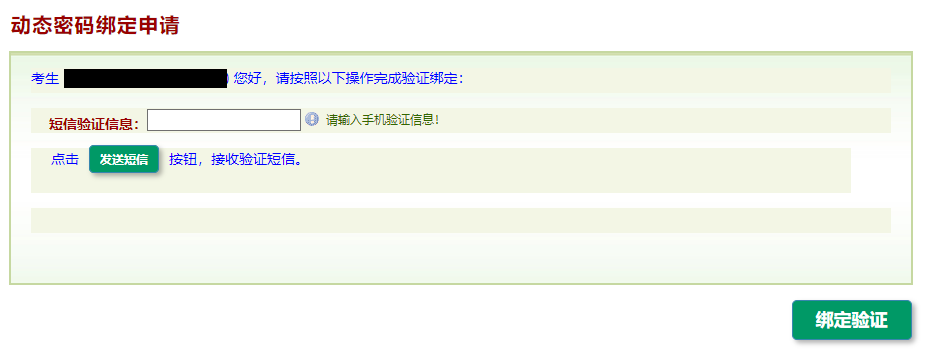 动态密码绑定申请
考生 ) 您好，请按照以下操作完成验证绑定：
短信验证信息： 请输入手机验证信息！
点击 发送短信 按钮，接收验证短信。
绑定验证